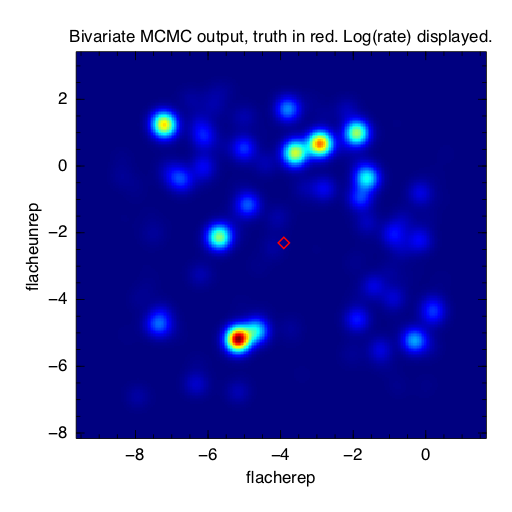 Bivariate MCMC output, truth in red. Log(rate) displayed.
2
0
−2
−4
−6
−8
flacheunrep
−8 −6 −4 −2 0
flacherep